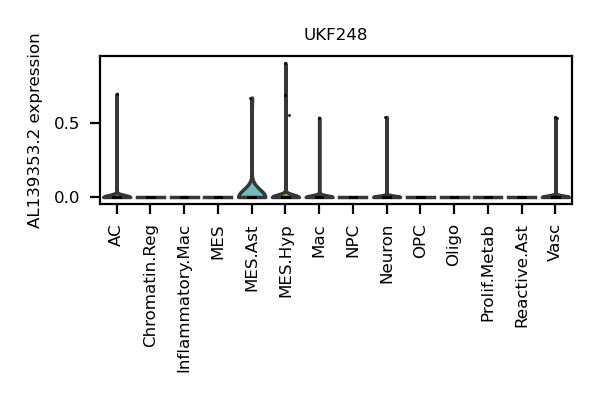 UKF248
AL139353.2 expression
0.5
0.0
AC
Chromatin.Reg
Inflammatory.Mac
MES
MES.Ast
MES.Hyp
Mac
NPC
Neuron
OPC
Oligo
Prolif.Metab
Reactive.Ast
Vasc